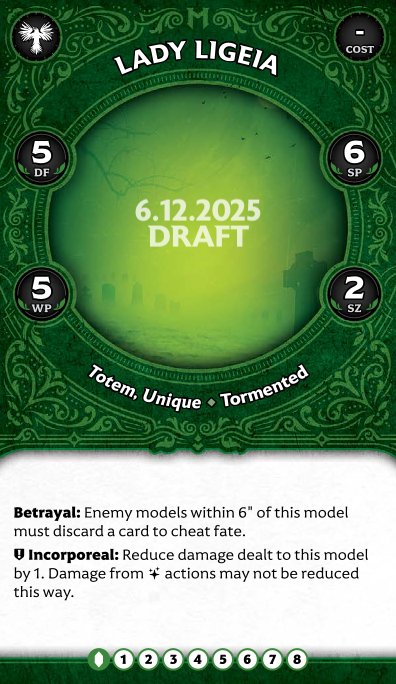 LADY LIGEIA
-
COST
5
DF
6
SP
6.12.2025
DRAFT
5
WP
2
SZ
Totem, Unique ◆ Tormented
Betrayal: Enemy models within 6" of this model
must discard a card to cheat fate.
Incorporeal: Reduce damage dealt to this model
by 1. Damage from actions may not be reduced
this way.
1 2 3 4 5 6 7 8